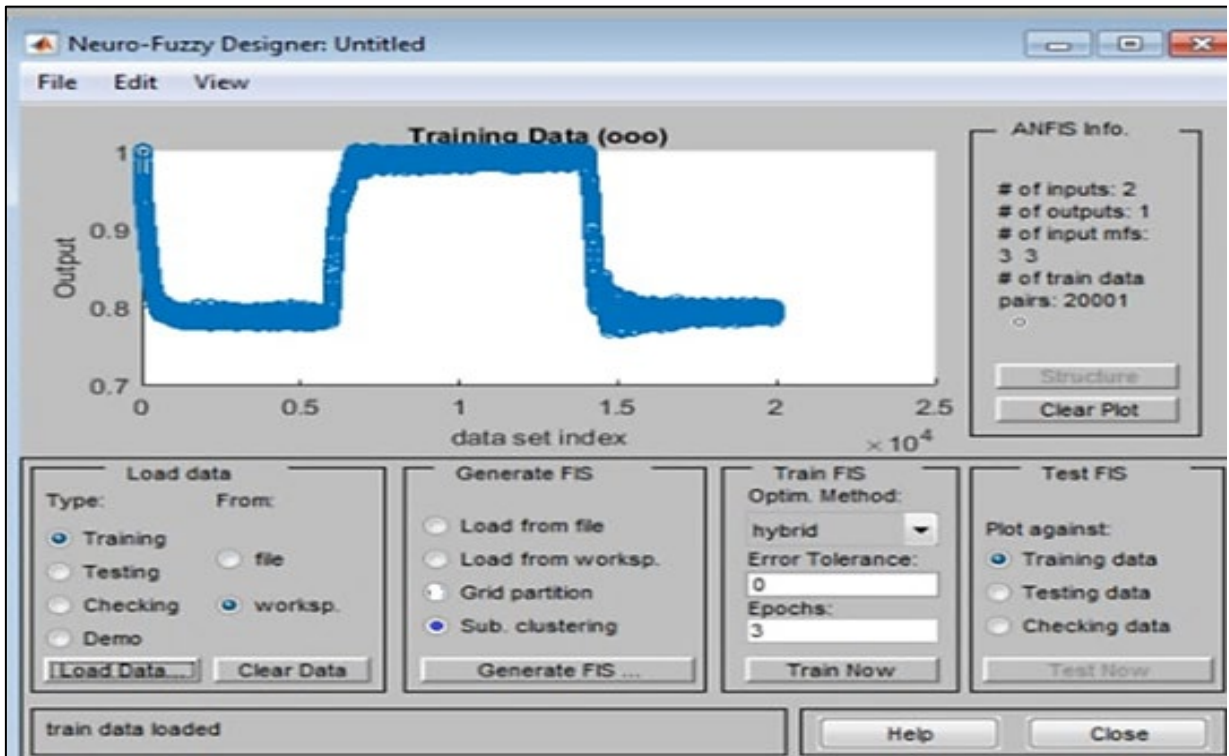 Neuro-Fuzzy Designer: Untitled
File Edit View
Training Data (ooo)
1
0.9
0.8
0.7
Output
0 0.5 1 1.5 2 2.5
data set index
× 10^4
ANFIS Info.
# of inputs: 2
# of outputs: 1
# of input mfs:
3 3
# of train data
pairs: 20001
Structure
Clear Plot
Load data
Type: From:
Training
Testing
Checking
Demo
file
worksp.
Load Data... Clear Data
Generate FIS
Load from file
Load from worksp.
Grid partition
Sub. clustering
Generate FIS ...
Train FIS
Optim. Method:
hybrid
Error Tolerance:
0
Epochs:
3
Train Now
Test FIS
Plot against:
Training data
Testing data
Checking data
Test Now
train data loaded
Help Close